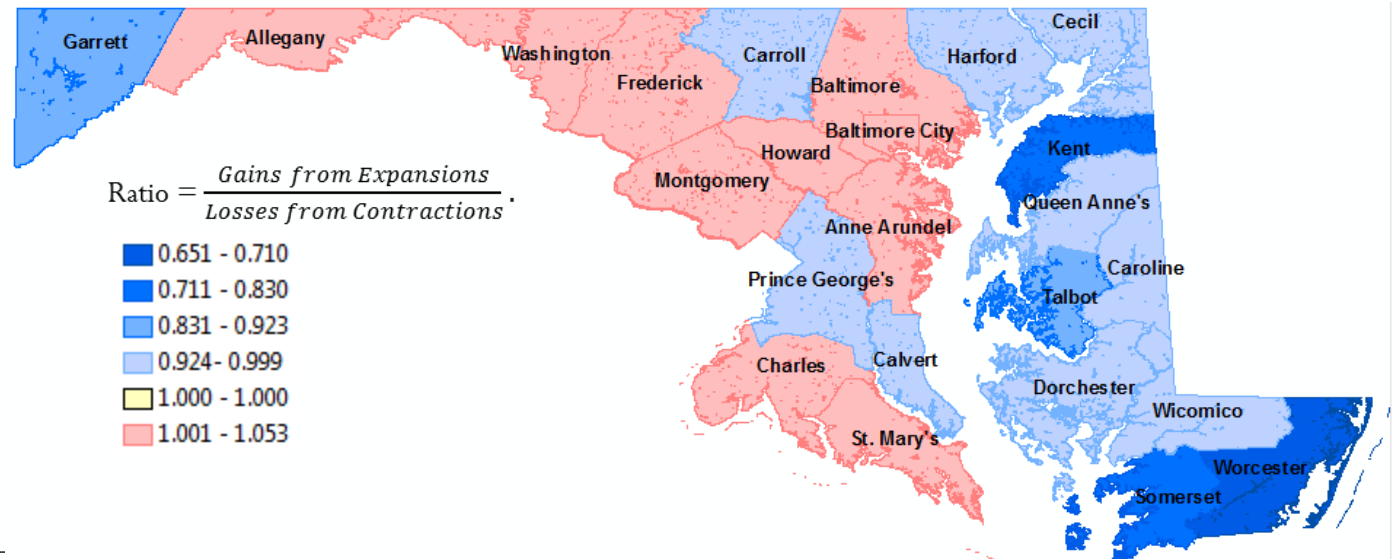 Cecil
Garrett
Allegany
Washington
Carroll
Harford
Frederick
Baltimore
Baltimore City
Howard
Kent
Montgomery
Ratio = Gains from Expansions
Losses from Contractions.
Queen Anne's
Anne Arundel
0.651 - 0.710
Caroline
Prince George's
0.711 - 0.830
Talbot
0.831 - 0.923
0.924- 0.999
Charles
Calvert
Dorchester
1.000 - 1.000
Wicomico
1.001 - 1.053
St. Mary's
Worcester
Somerset